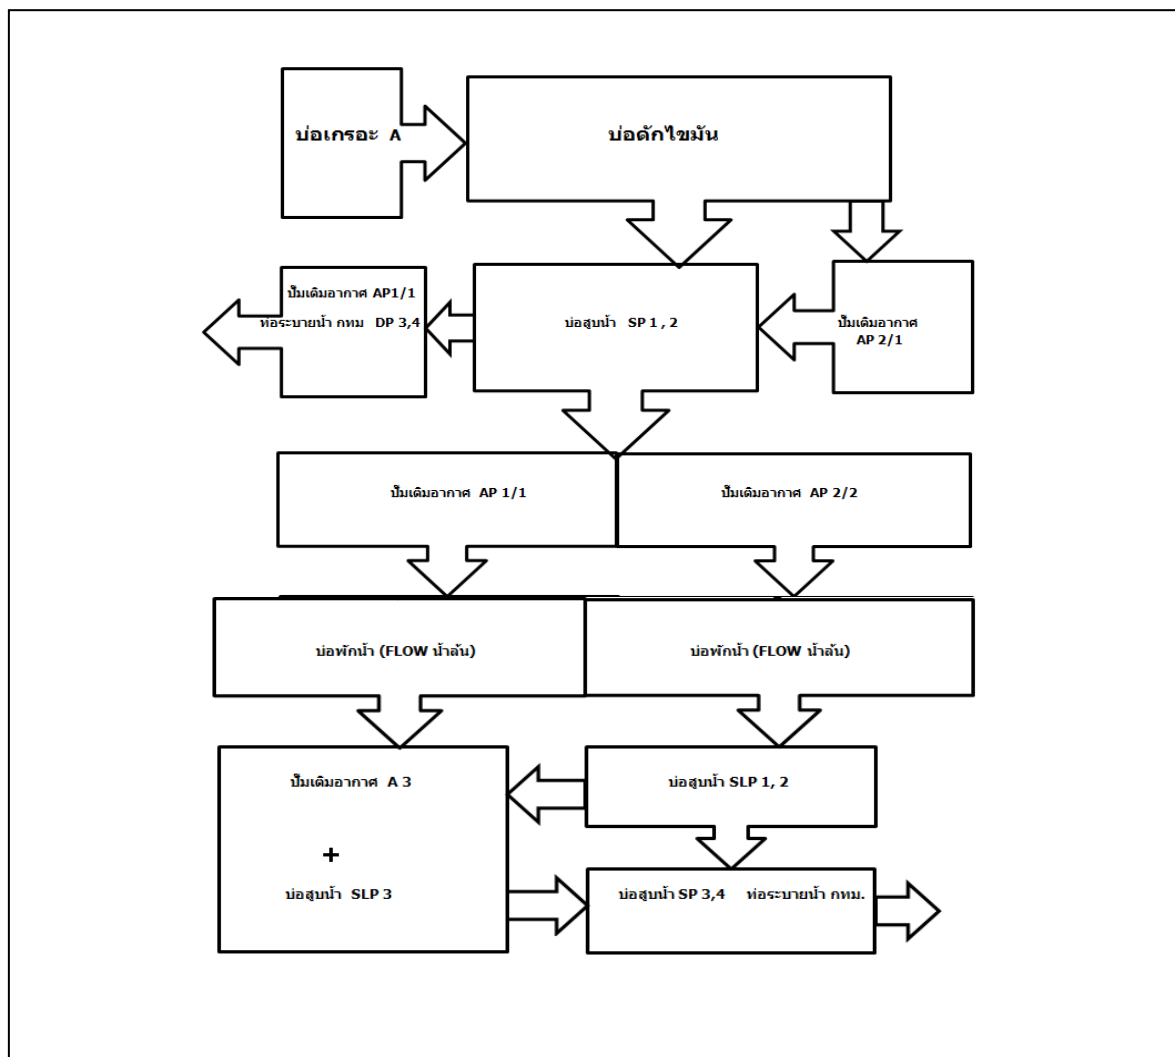 บ่อเกรอะ A
บ่อดักไขมัน
ปั๊มเติมอากาศ AP1/1
ท่อระบายน้ำ กทม DP 3,4
บ่อสูบน้ำ SP 1 , 2
ปั๊มเติมอากาศ
AP 2/1
ปั๊มเติมอากาศ AP 1/1
ปั๊มเติมอากาศ AP 2/2
บ่อพักน้ำ (FLOW น้ำล้น)
บ่อพักน้ำ (FLOW น้ำล้น)
ปั๊มเติมอากาศ A 3
+
บ่อสูบน้ำ SLP 3
บ่อสูบน้ำ SLP 1, 2
บ่อสูบน้ำ SP 3,4 ท่อระบายน้ำ กทม.